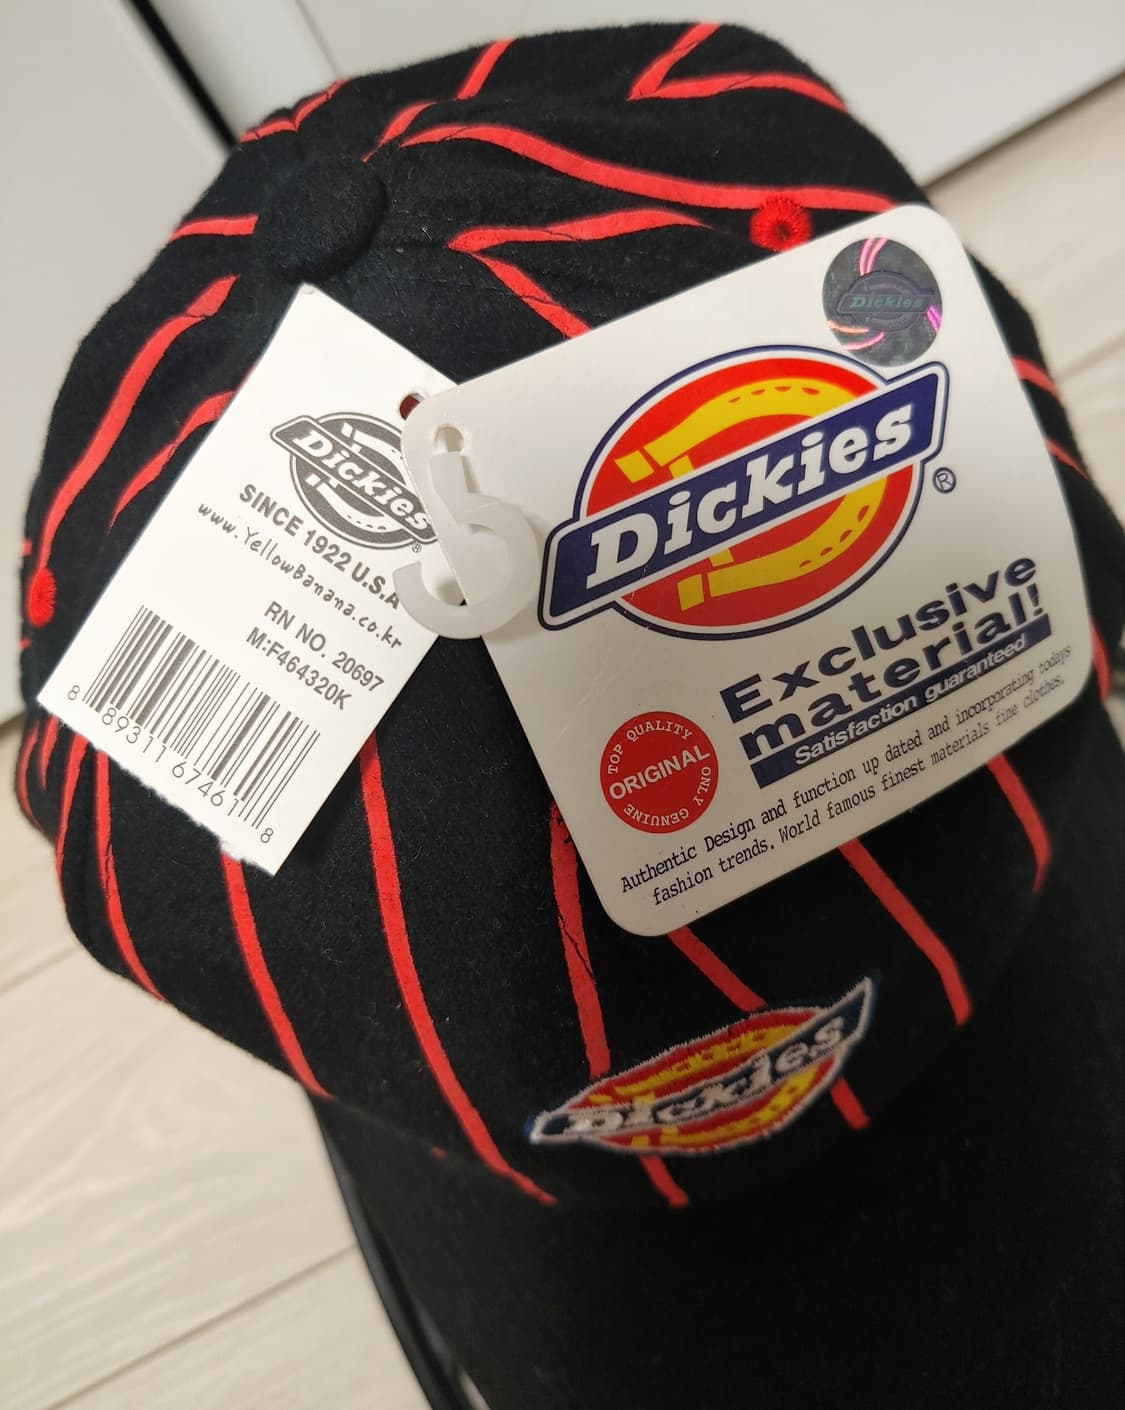 Dickies
SINCE 1922 U.S.A
www.YellowBanana.co.kr
RN NO. 20697
M:F464320K
8 89311 67461 8
Dickies
Dickies
®
Exclusive
material!
Satisfaction guaranteed
TOP QUALITY
ORIGINAL
ONLY GENUINE
Authentic Design and function up dated and incorporating todays
fashion trends. World famous finest materials fine clothes.
Dickies